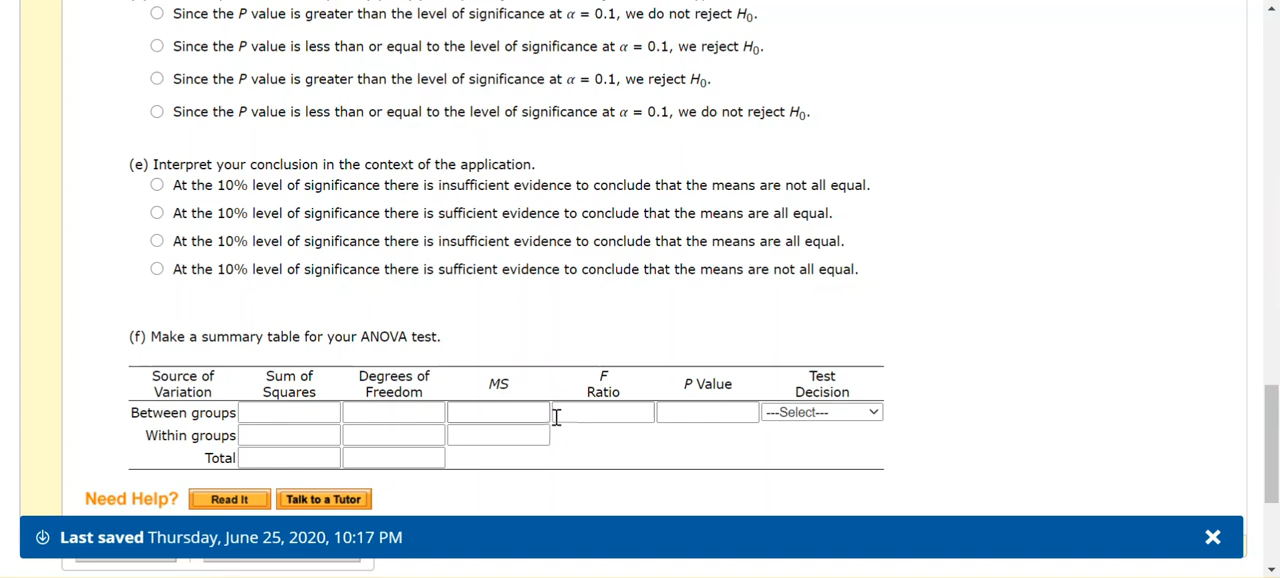 Since the P value is greater than the level of significance at α = 0.1, we do not reject H0.
Since the P value is less than or equal to the level of significance at α = 0.1, we reject H0.
Since the P value is greater than the level of significance at α = 0.1, we reject H0.
Since the P value is less than or equal to the level of significance at α = 0.1, we do not reject H0.
(e) Interpret your conclusion in the context of the application.
At the 10% level of significance there is insufficient evidence to conclude that the means are not all equal.
At the 10% level of significance there is sufficient evidence to conclude that the means are all equal.
At the 10% level of significance there is insufficient evidence to conclude that the means are all equal.
At the 10% level of significance there is sufficient evidence to conclude that the means are not all equal.
(f) Make a summary table for your ANOVA test.
Source of Variation Sum of Squares Degrees of Freedom MS F Ratio P Value Test Decision
Between groups ---Select---
Within groups
Total
Need Help? Read It Talk to a Tutor
Last saved Thursday, June 25, 2020, 10:17 PM